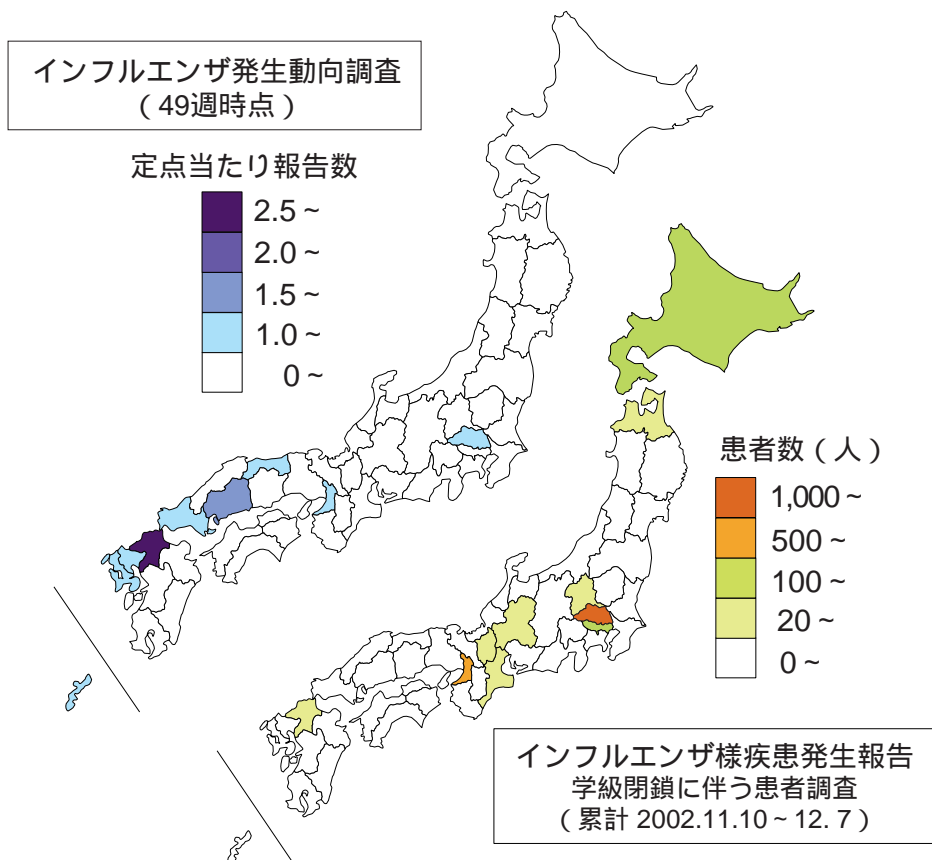 インフルエンザ発生動向調査
（49週時点）
定点当たり報告数
2.5～
2.0～
1.5～
1.0～
0～
患者数（人）
1,000～
500～
100～
20～
0～
インフルエンザ様疾患発生報告
学級閉鎖に伴う患者調査
（累計 2002.11.10～12. 7）